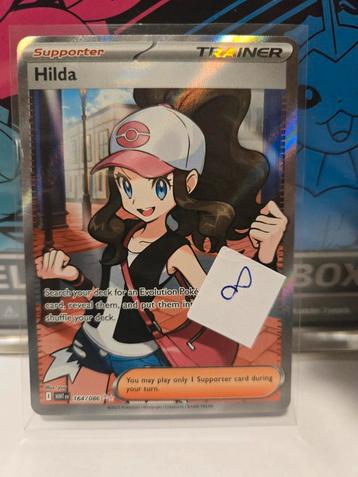 Supporter
TRAINER
Hilda
Search your deck for an Evolution Poké
card, reveal them, and put them in
shuffle your deck.
8
You may play only 1 Supporter card during
your turn.
164/086
BOX